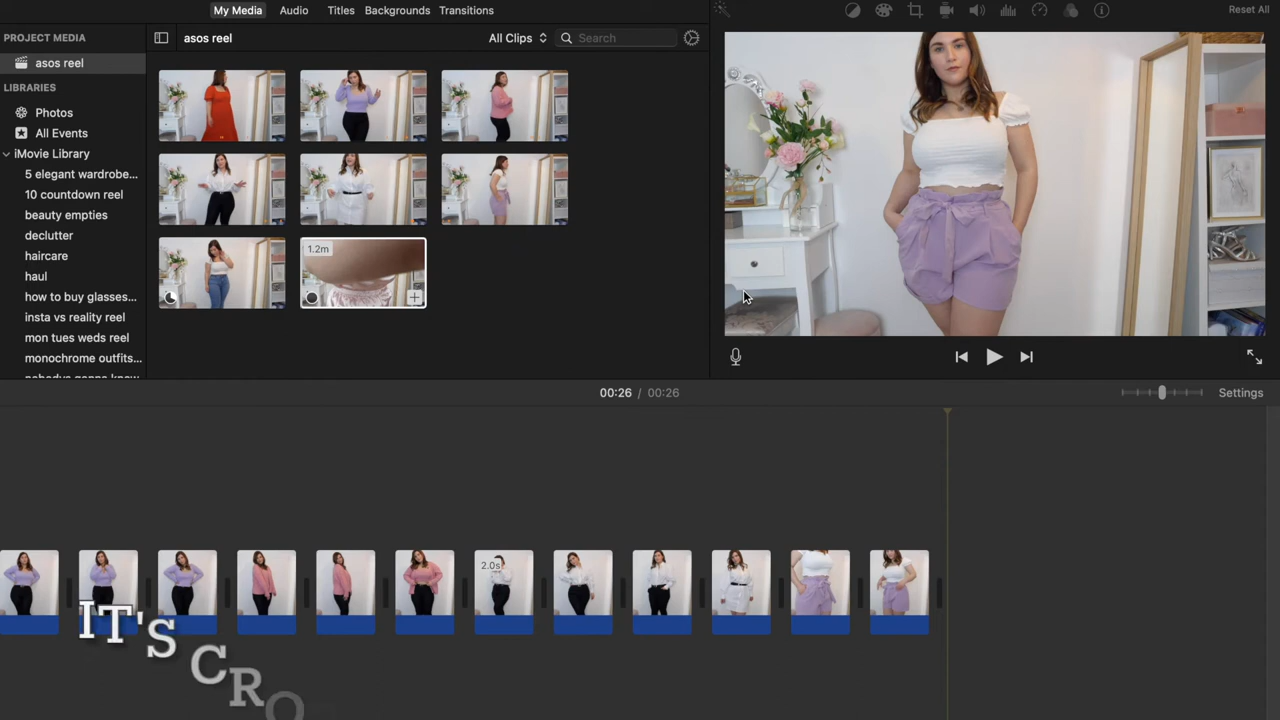 My Media Audio Titles Backgrounds Transitions
Reset All
PROJECT MEDIA
asos reel
All Clips
Search
asos reel
LIBRARIES
Photos
All Events
iMovie Library
5 elegant wardrobe...
10 countdown reel
beauty empties
declutter
haircare
haul
how to buy glasses...
insta vs reality reel
mon tues weds reel
monochrome outfits...
1.2m
00:26 / 00:26
Settings
2.0s
IT'S CRO